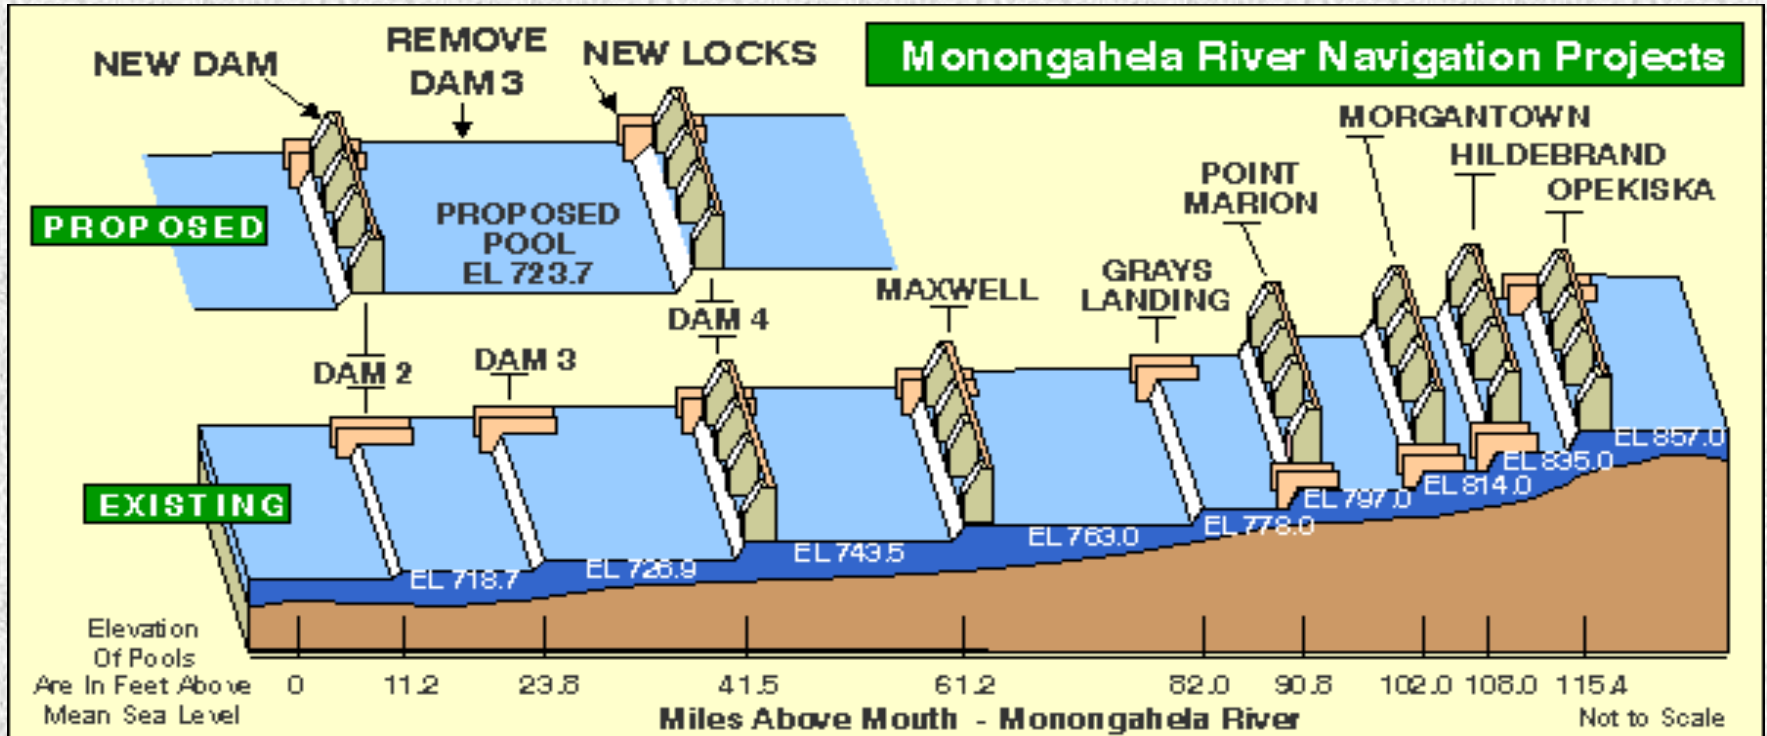 Monongahela River Navigation Projects
NEW DAM
REMOVE
DAM 3
NEW LOCKS
PROPOSED
PROPOSED
POOL
EL 723.7
MORGANTOWN
HILDEBRAND
OPEKISKA
POINT
MARION
GRAYS
LANDING
MAXWELL
DAM 4
DAM 3
DAM 2
EXISTING
EL 718.7
EL 726.9
EL 743.5
EL 763.0
EL 778.0
EL 797.0
EL 814.0
EL 835.0
EL 857.0
Elevation
Of Pools
Are In Feet Above
Mean Sea Level
0 11.2 23.8 41.5 61.2 82.0 90.8 102.0 108.0 115.4
Miles Above Mouth - Monongahela River
Not to Scale